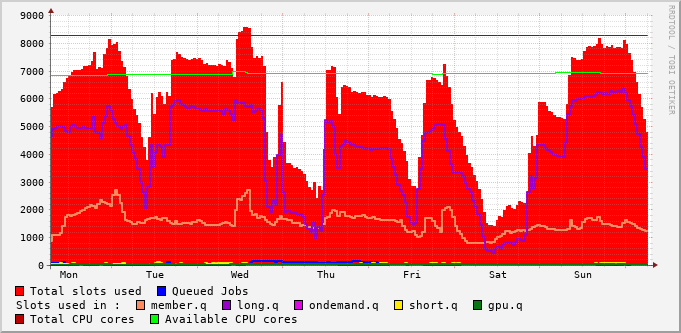 9000
8000
7000
6000
5000
4000
3000
2000
1000
0
Mon Tue Wed Thu Fri Sat Sun
RRDTOOL / TOBI OETIKER
Total slots used Queued Jobs
Slots used in : member.q long.q ondemand.q short.q gpu.q
Total CPU cores Available CPU cores